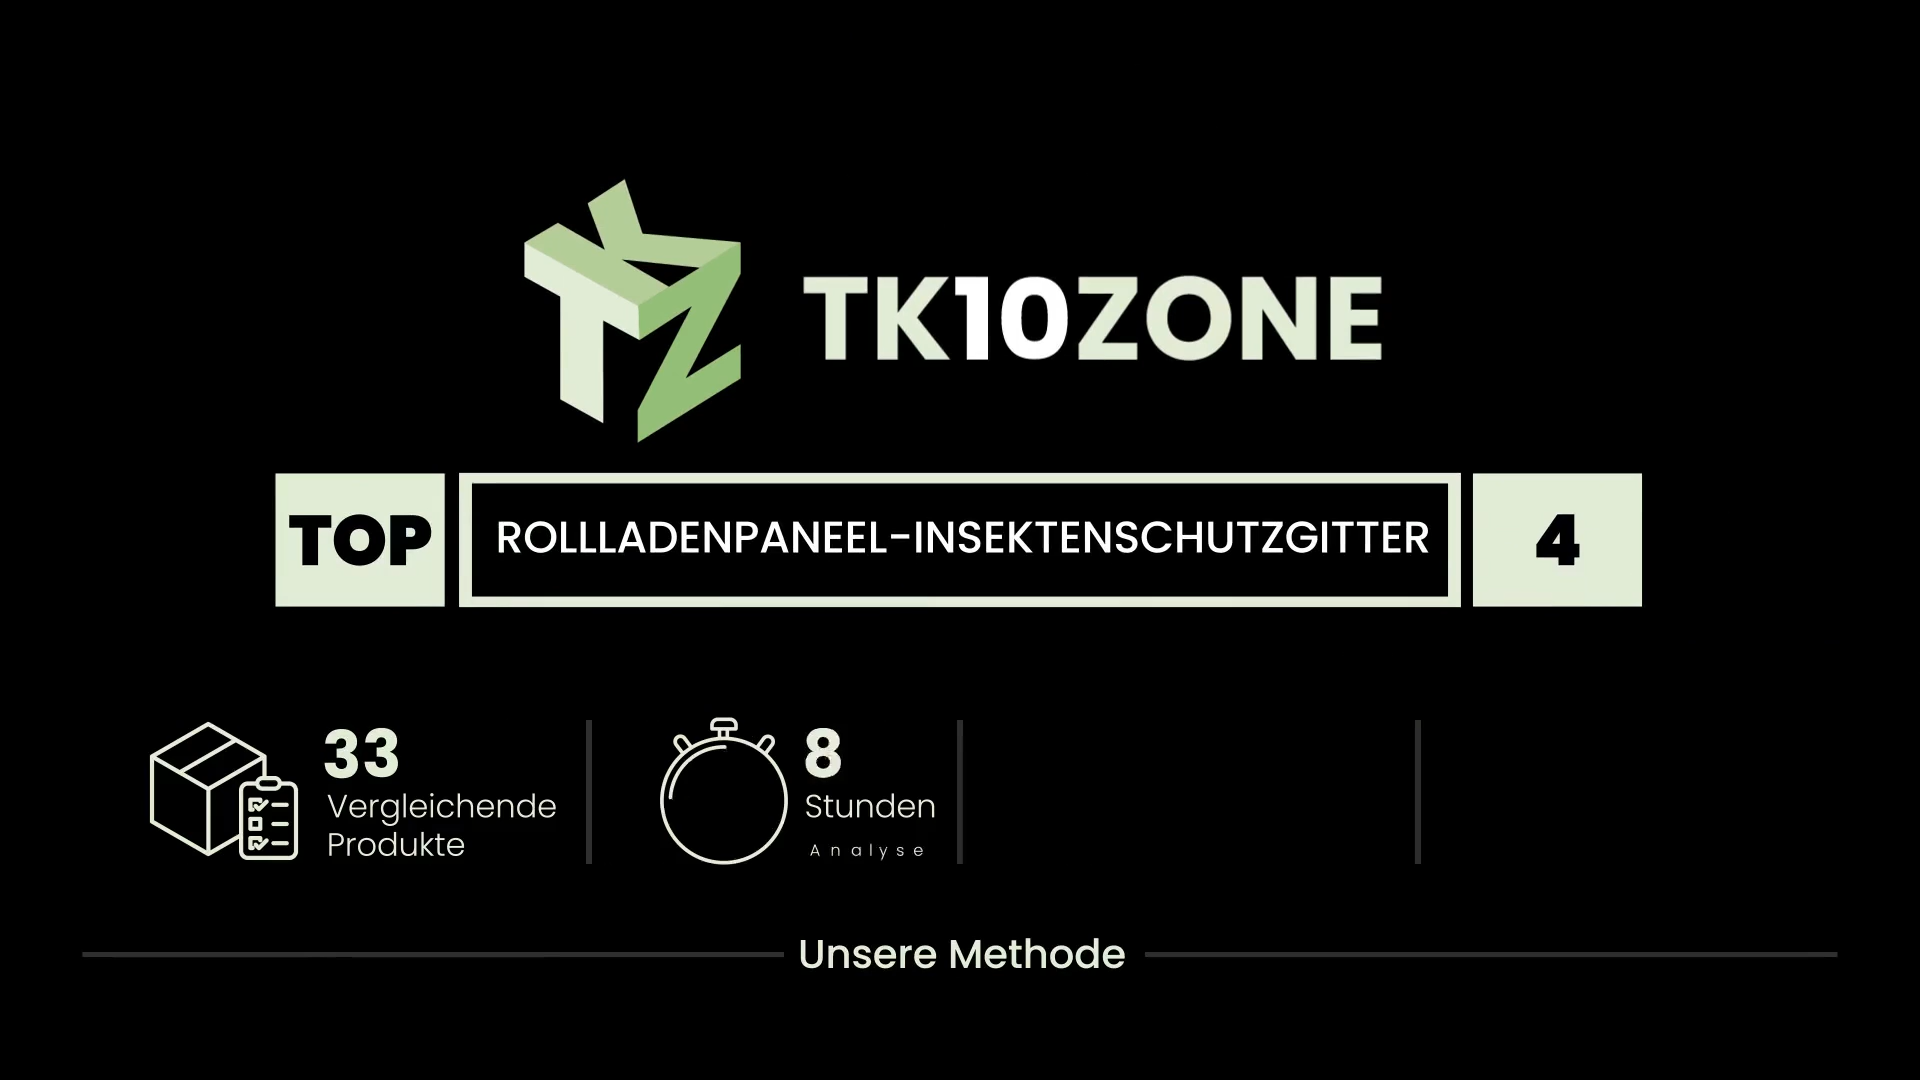 TK10ZONE
TOP ROLLLADENPANEEL-INSEKTENSCHUTZGITTER 4
33
Vergleichende
Produkte
8
Stunden
Analyse
Unsere Methode